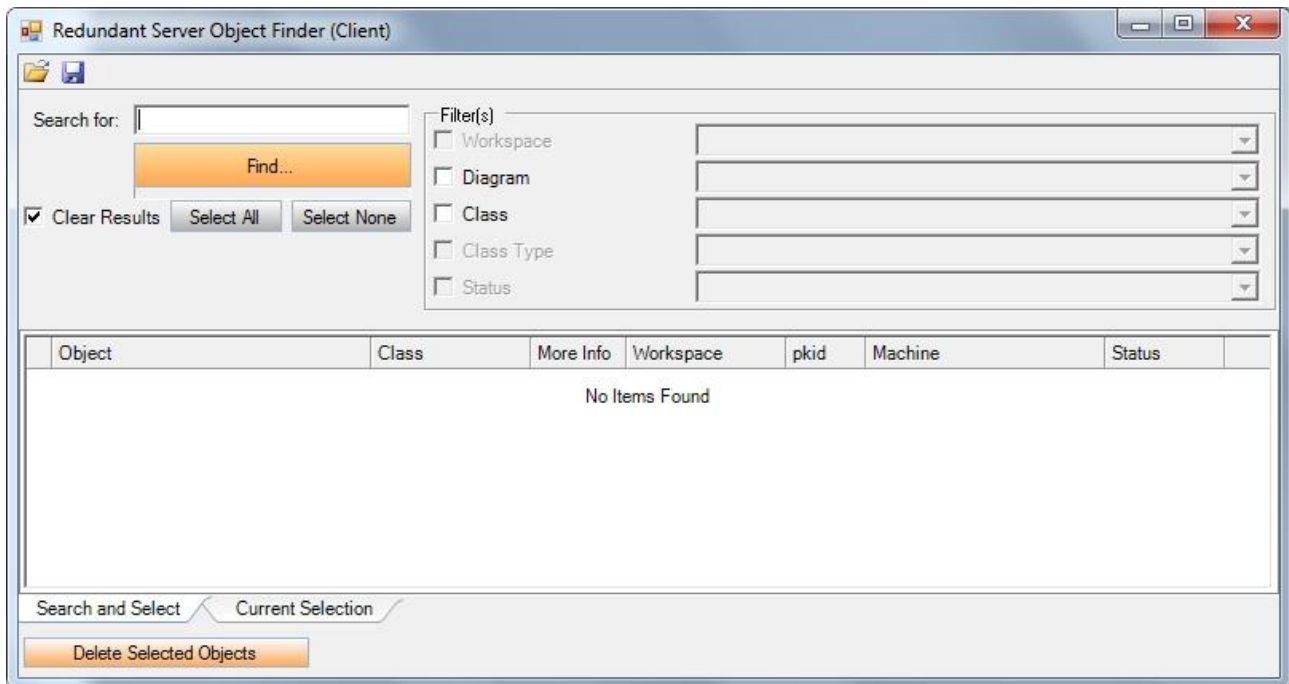 Redundant Server Object Finder (Client)
Search for:
Find...
Clear Results Select All Select None
Filter(s)
Workspace
Diagram
Class
Class Type
Status
Object Class More Info Workspace pkid Machine Status
No Items Found
Search and Select Current Selection
Delete Selected Objects